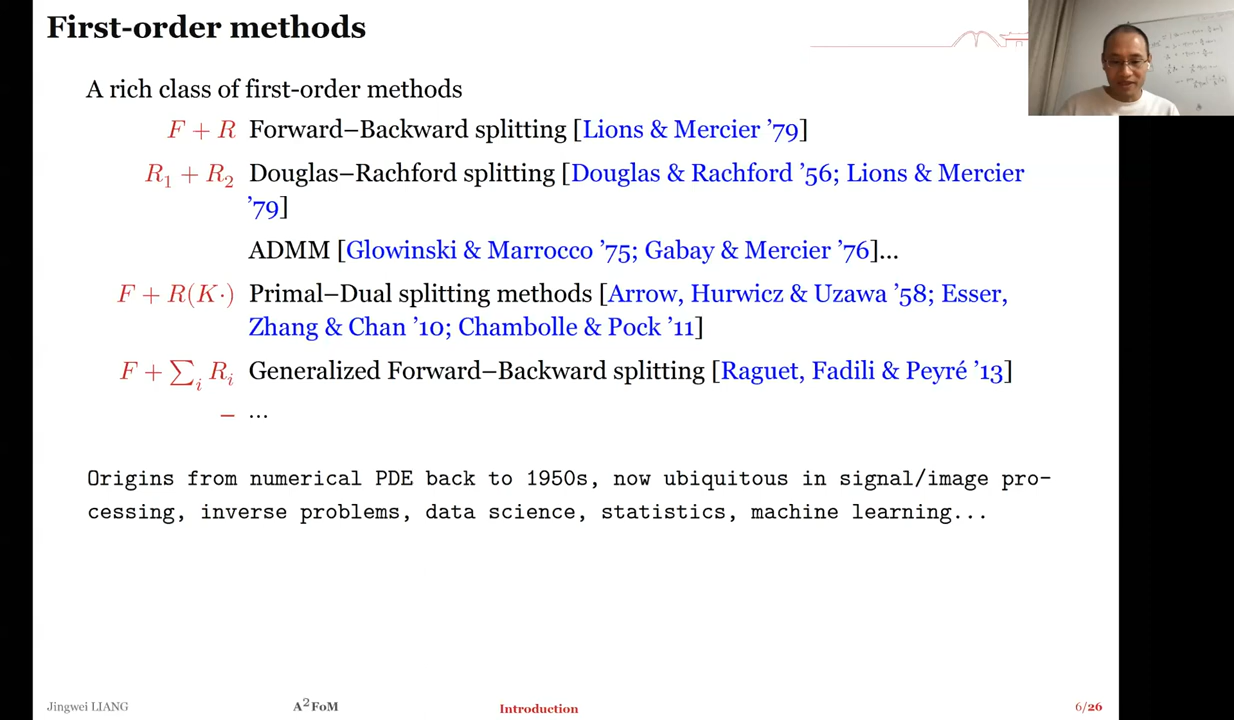 First-order methods
A rich class of first-order methods
F + R Forward–Backward splitting [Lions & Mercier ’79]
R₁ + R₂ Douglas–Rachford splitting [Douglas & Rachford ’56; Lions & Mercier
’79]
ADMM [Glowinski & Marrocco ’75; Gabay & Mercier ’76]...
F + R(K·) Primal–Dual splitting methods [Arrow, Hurwicz & Uzawa ’58; Esser,
Zhang & Chan ’10; Chambolle & Pock ’11]
F + ∑ᵢ Rᵢ Generalized Forward–Backward splitting [Raguet, Fadili & Peyré ’13]
– ...
Origins from numerical PDE back to 1950s, now ubiquitous in signal/image pro-
cessing, inverse problems, data science, statistics, machine learning...
Jingwei LIANG A²FoM Introduction 6/26